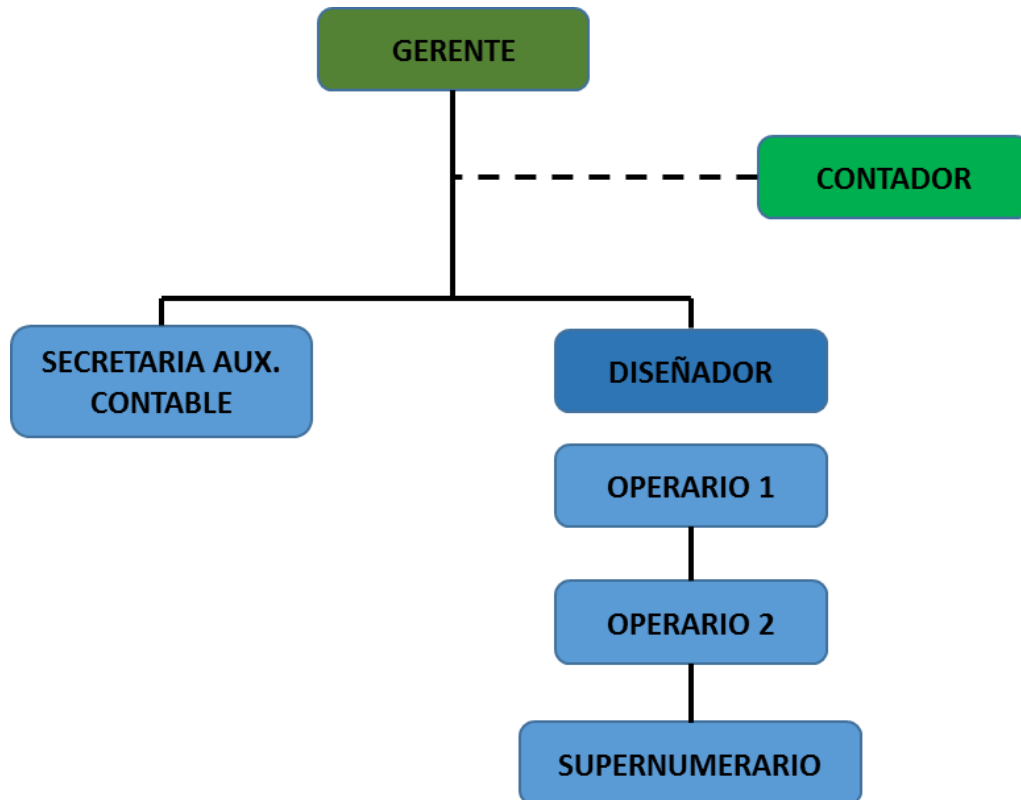 GERENTE
CONTADOR
SECRETARIA AUX.
CONTABLE
DISEÑADOR
OPERARIO 1
OPERARIO 2
SUPERNUMERARIO